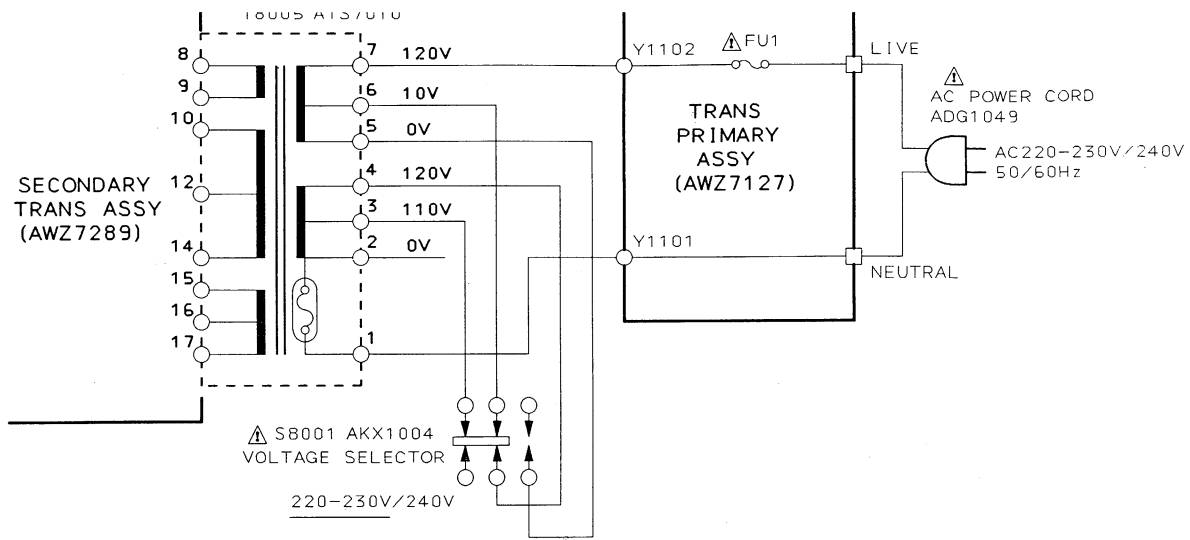 8
9
10
12
14
15
16
17
7 120V
6 10V
5 0V
4 120V
3 110V
2 0V
1
SECONDARY
TRANS ASSY
(AWZ7289)
Y1102
FU1
LIVE
TRANS
PRIMARY
ASSY
(AWZ7127)
Y1101
NEUTRAL
AC POWER CORD
ADG1049
AC220-230V/240V
50/60Hz
S8001 AKX1004
VOLTAGE SELECTOR
220-230V/240V